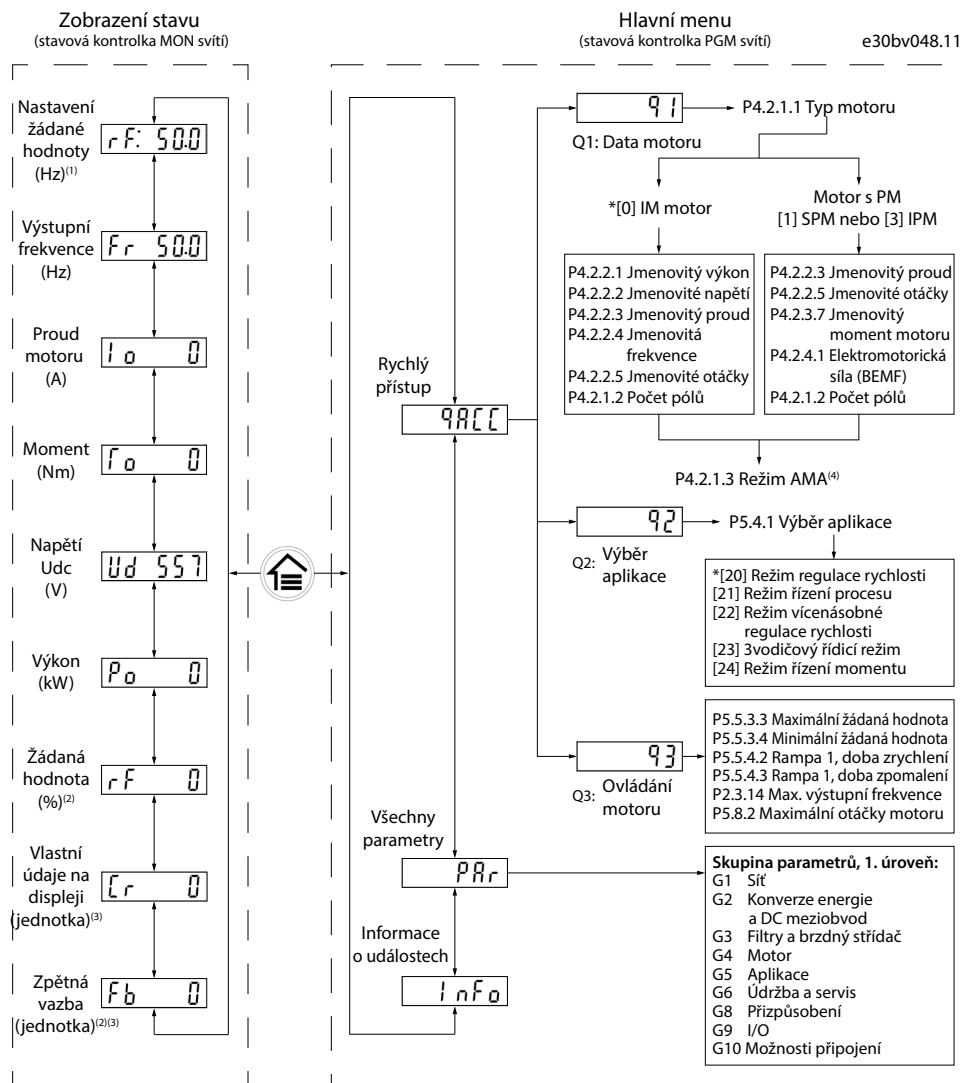 Zobrazení stavu
(stavová kontrolka MON svítí)
Hlavní menu
(stavová kontrolka PGM svítí)
e30bv048.11
Nastavení
žádané
hodnoty
(Hz)(1)
rF: 50.0
Výstupní
frekvence
(Hz)
Fr 50.0
Proud
motoru
(A)
Io 0
Moment
(Nm)
To 0
Napětí
Udc
(V)
Ud 557
Výkon
(kW)
Po 0
Žádaná
hodnota
(%)(2)
rF 0
Vlastní
údaje na
displeji
(jednotka)(3)
Cr 0
Zpětná
vazba
(jednotka)(2)(3)
Fb 0
Rychlý
přístup
qACC
Všechny
parametry
PAr
Informace
o událostech
InFo
q1
Q1: Data motoru
P4.2.1.1 Typ motoru
*[0] IM motor
Motor s PM
[1] SPM nebo [3] IPM
P4.2.2.1 Jmenovitý výkon
P4.2.2.2 Jmenovité napětí
P4.2.2.3 Jmenovitý proud
P4.2.2.4 Jmenovitá
frekvence
P4.2.2.5 Jmenovité otáčky
P4.2.1.2 Počet pólů
P4.2.2.3 Jmenovitý proud
P4.2.2.5 Jmenovité otáčky
P4.2.3.7 Jmenovitý
moment motoru
P4.2.4.1 Elektromotorická
síla (BEMF)
P4.2.1.2 Počet pólů
P4.2.1.3 Režim AMA(4)
q2
Q2: Výběr
aplikace
P5.4.1 Výběr aplikace
*[20] Režim regulace rychlosti
[21] Režim řízení procesu
[22] Režim vícenásobné
regulace rychlosti
[23] 3vodičový řídicí režim
[24] Režim řízení momentu
q3
Q3: Ovládání
motoru
P5.5.3.3 Maximální žádaná hodnota
P5.5.3.4 Minimální žádaná hodnota
P5.5.4.2 Rampa 1, doba zrychlení
P5.5.4.3 Rampa 1, doba zpomalení
P2.3.14 Max. výstupní frekvence
P5.8.2 Maximální otáčky motoru
Skupina parametrů, 1. úroveň:
G1 Síť
G2 Konverze energie
a DC meziobvod
G3 Filtry a brzdný střídač
G4 Motor
G5 Aplikace
G6 Údržba a servis
G8 Přizpůsobení
G9 I/O
G10 Možnosti připojení